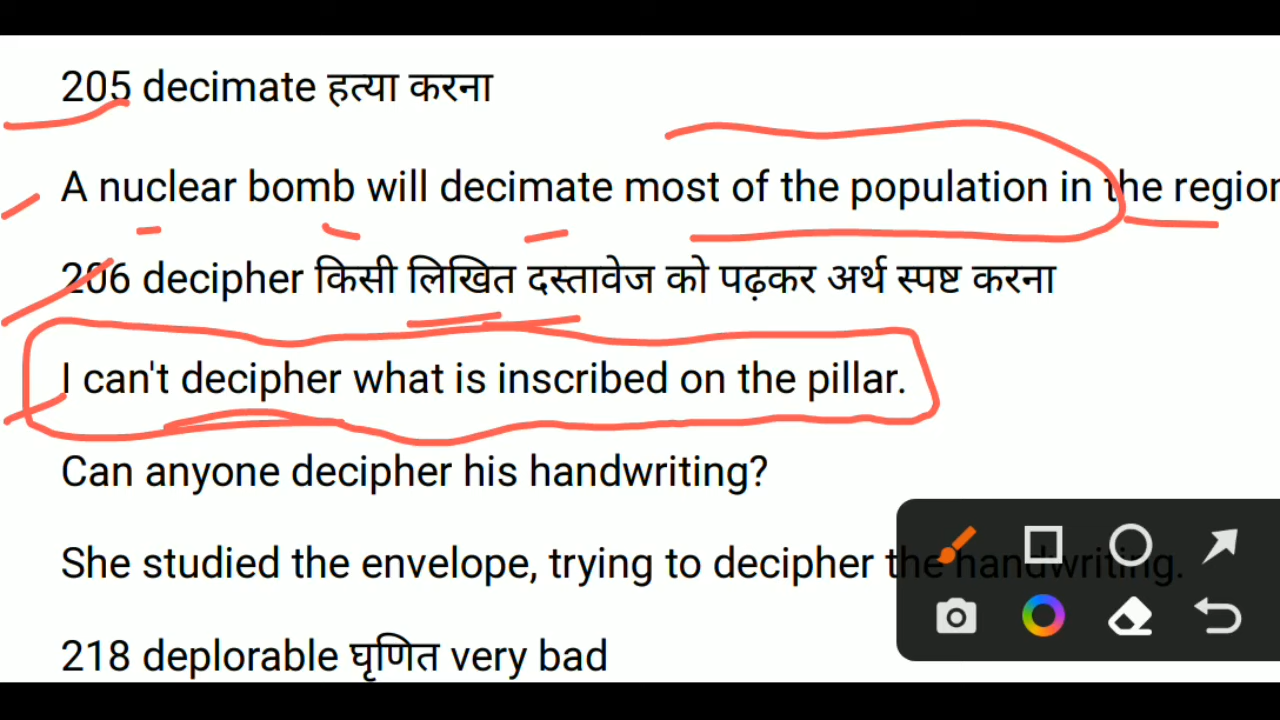 205 decimate हत्या करना
A nuclear bomb will decimate most of the population in the region
206 decipher किसी लिखित दस्तावेज को पढ़कर अर्थ स्पष्ट करना
I can't decipher what is inscribed on the pillar.
Can anyone decipher his handwriting?
She studied the envelope, trying to decipher the handwriting.
218 deplorable घृणित very bad